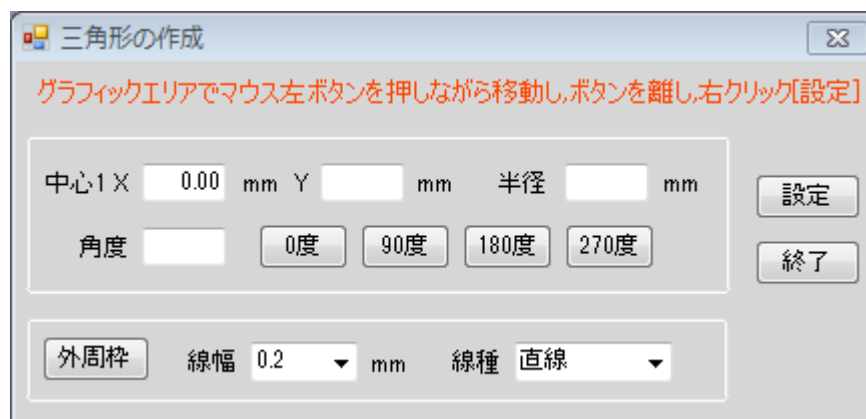 三角形の作成
グラフィックエリアでマウス左ボタンを押しながら移動し,ボタンを離し,右クリック[設定]
中心1 X 0.00 mm Y mm 半径 mm
設定
角度 0度 90度 180度 270度
終了
外周枠 線幅 0.2 mm 線種 直線